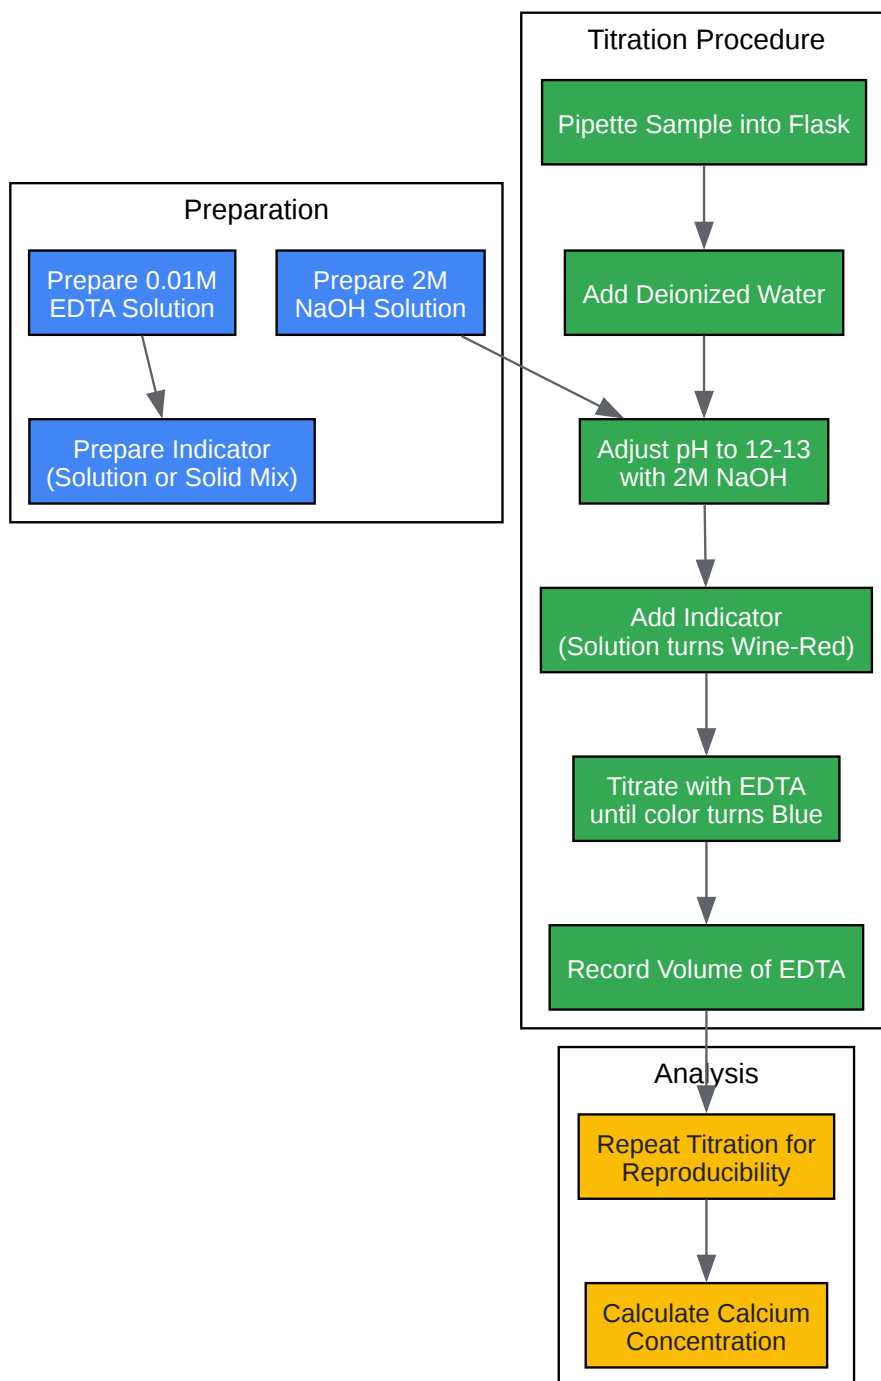 Titration Procedure
Pipette Sample into Flask
Preparation
Prepare 0.01M
EDTA Solution
Prepare 2M
NaOH Solution
Add Deionized Water
Prepare Indicator
(Solution or Solid Mix)
Adjust pH to 12-13
with 2M NaOH
Add Indicator
(Solution turns Wine-Red)
Titrate with EDTA
until color turns Blue
Record Volume of EDTA
Analysis
Repeat Titration for
Reproducibility
Calculate Calcium
Concentration